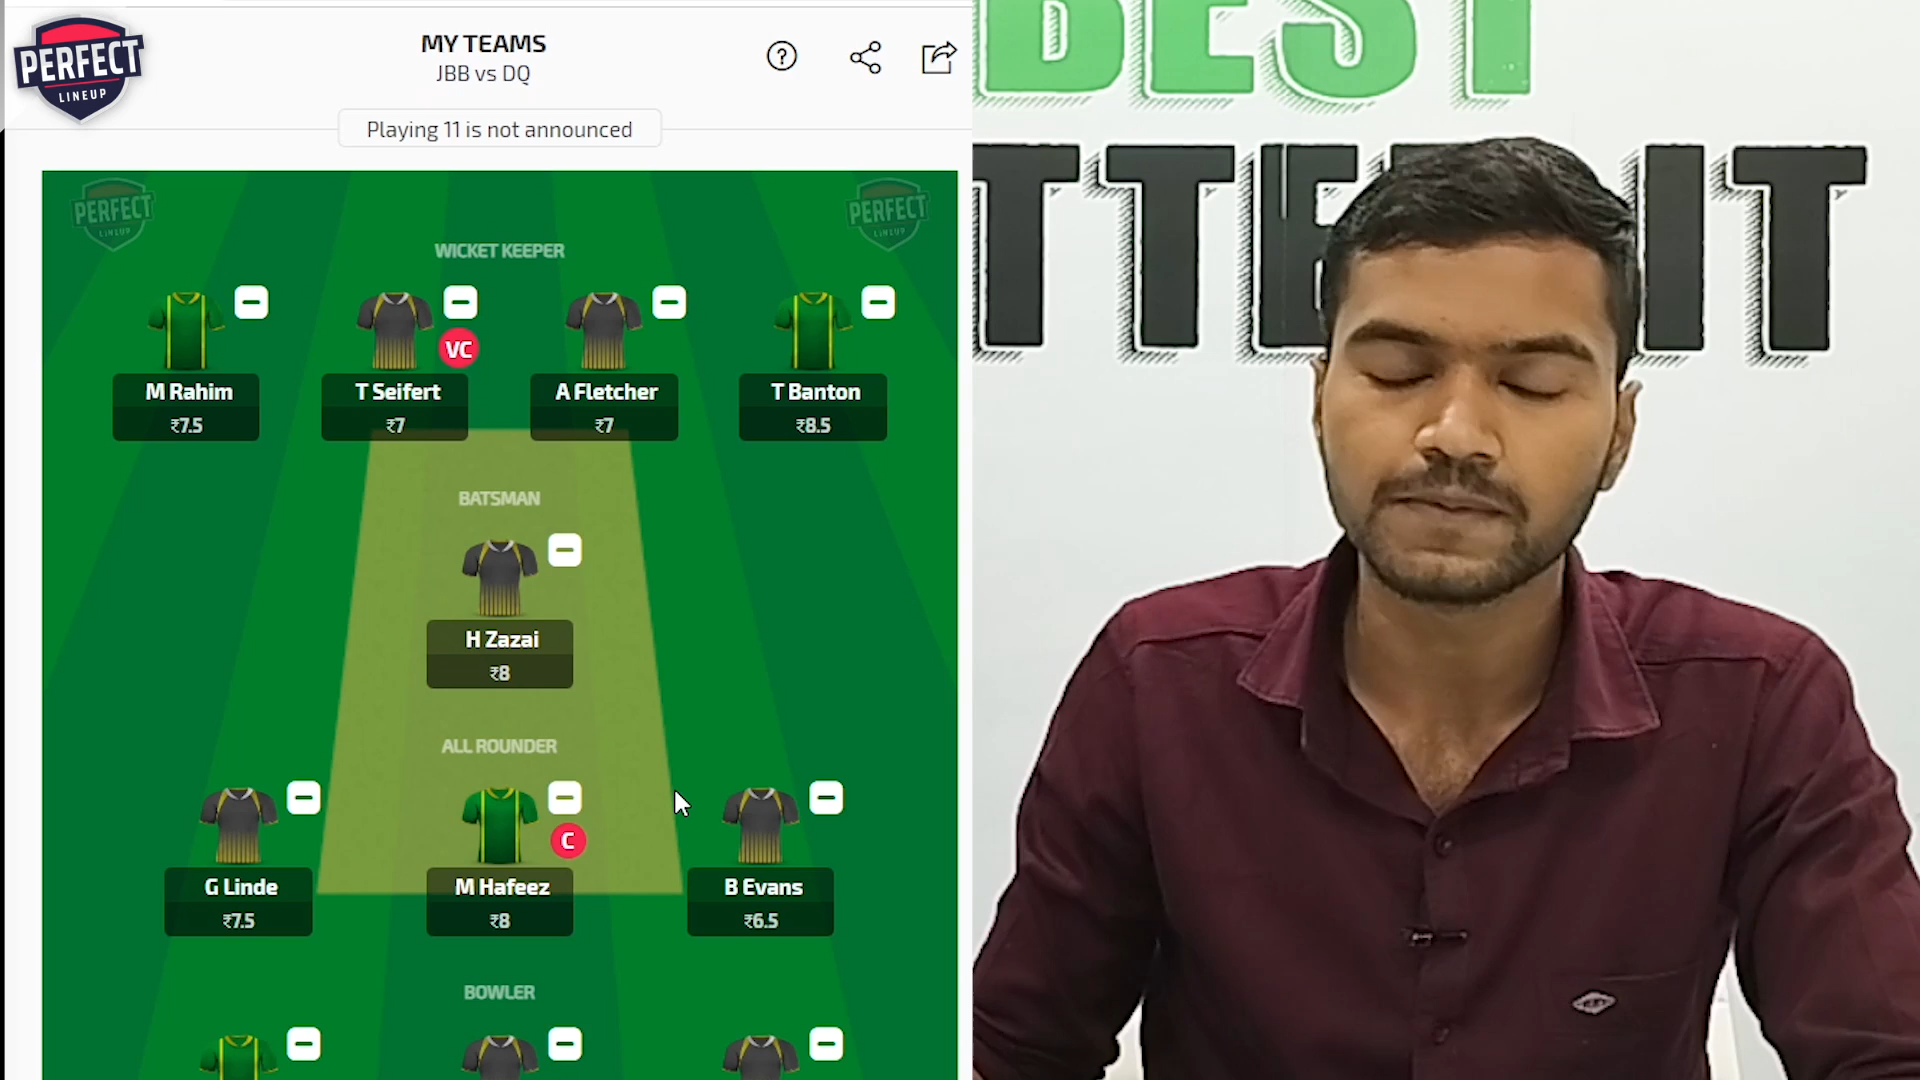 PERFECT
LINEUP
MY TEAMS
JBB vs DQ
Playing 11 is not announced
PERFECT
LINEUP
PERFECT
LINEUP
WICKET KEEPER
VC
M Rahim
T Seifert
A Fletcher
T Banton
₹7.5
₹7
₹7
₹8.5
BATSMAN
H Zazai
₹8
ALL ROUNDER
C
G Linde
M Hafeez
B Evans
₹7.5
₹8
₹6.5
BOWLER
BEST